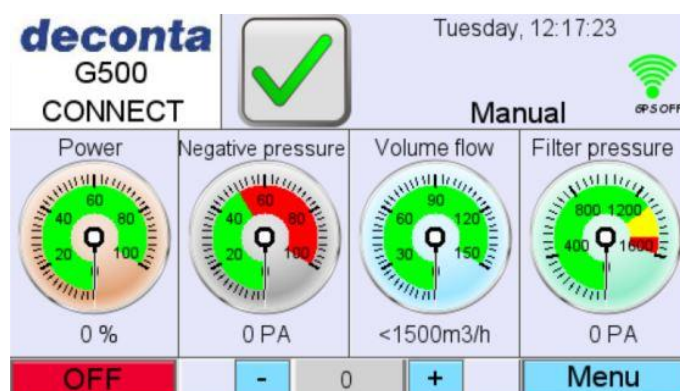 deconta
G500
CONNECT
Tuesday, 12:17:23
Manual
GPS OFF
Power
Negative pressure
Volume flow
Filter pressure
20 40 60 80 100
20 40 60 80 100
30 60 90 120 150
400 800 1200 1600
0 %
0 PA
<1500m3/h
0 PA
OFF
-
0
+
Menu